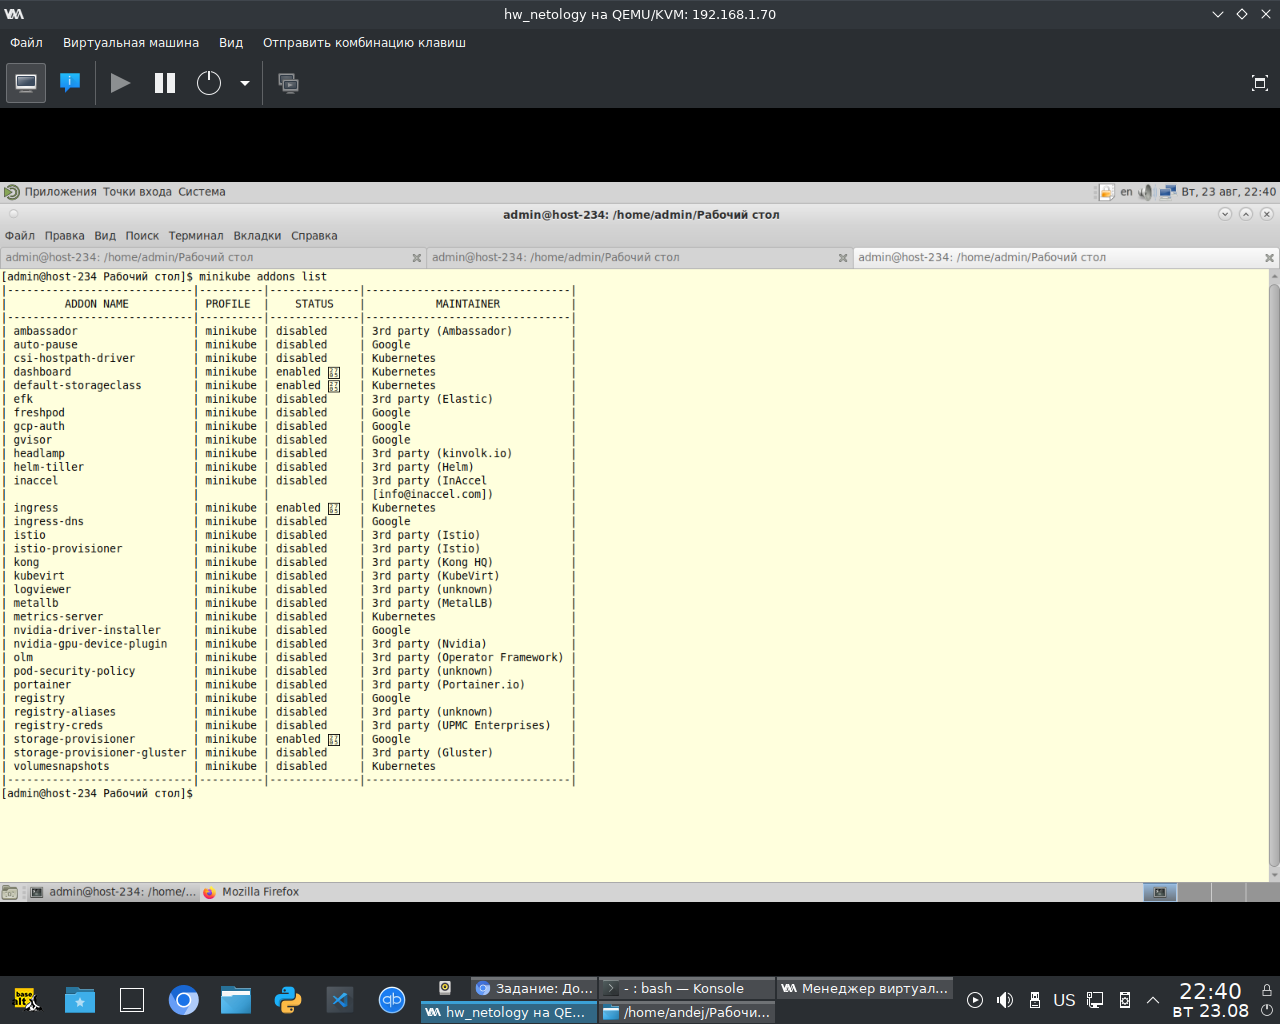 hw_netology на QEMU/KVM: 192.168.1.70
Файл Виртуальная машина Вид Отправить комбинацию клавиш
Приложения Точки входа Система en Вт, 23 авг, 22:40
admin@host-234: /home/admin/Рабочий стол
Файл Правка Вид Поиск Терминал Вкладки Справка
admin@host-234: /home/admin/Рабочий стол admin@host-234: /home/admin/Рабочий стол admin@host-234: /home/admin/Рабочий стол
[admin@host-234 Рабочий стол]$ minikube addons list
|-----------------------------|----------|--------------|--------------------------------|
| ADDON NAME | PROFILE | STATUS | MAINTAINER |
|-----------------------------|----------|--------------|--------------------------------|
| ambassador | minikube | disabled | 3rd party (Ambassador) |
| auto-pause | minikube | disabled | Google |
| csi-hostpath-driver | minikube | disabled | Kubernetes |
| dashboard | minikube | enabled | Kubernetes |
| default-storageclass | minikube | enabled | Kubernetes |
| efk | minikube | disabled | 3rd party (Elastic) |
| freshpod | minikube | disabled | Google |
| gcp-auth | minikube | disabled | Google |
| gvisor | minikube | disabled | Google |
| headlamp | minikube | disabled | 3rd party (kinvolk.io) |
| helm-tiller | minikube | disabled | 3rd party (Helm) |
| inaccel | minikube | disabled | 3rd party (InAccel |
| | | | [info@inaccel.com]) |
| ingress | minikube | enabled | Kubernetes |
| ingress-dns | minikube | disabled | Google |
| istio | minikube | disabled | 3rd party (Istio) |
| istio-provisioner | minikube | disabled | 3rd party (Istio) |
| kong | minikube | disabled | 3rd party (Kong HQ) |
| kubevirt | minikube | disabled | 3rd party (KubeVirt) |
| logviewer | minikube | disabled | 3rd party (unknown) |
| metallb | minikube | disabled | 3rd party (MetalLB) |
| metrics-server | minikube | disabled | Kubernetes |
| nvidia-driver-installer | minikube | disabled | Google |
| nvidia-gpu-device-plugin | minikube | disabled | 3rd party (Nvidia) |
| olm | minikube | disabled | 3rd party (Operator Framework) |
| pod-security-policy | minikube | disabled | 3rd party (unknown) |
| portainer | minikube | disabled | 3rd party (Portainer.io) |
| registry | minikube | disabled | Google |
| registry-aliases | minikube | disabled | 3rd party (unknown) |
| registry-creds | minikube | disabled | 3rd party (UPMC Enterprises) |
| storage-provisioner | minikube | enabled | Google |
| storage-provisioner-gluster | minikube | disabled | 3rd party (Gluster) |
| volumesnapshots | minikube | disabled | Kubernetes |
|-----------------------------|----------|--------------|--------------------------------|
[admin@host-234 Рабочий стол]$
admin@host-234: /home/... Mozilla Firefox
Задание: До... - : bash — Konsole Менеджер виртуал...
hw_netology на QE... /home/andej/Рабочи...
US 22:40
вт 23.08